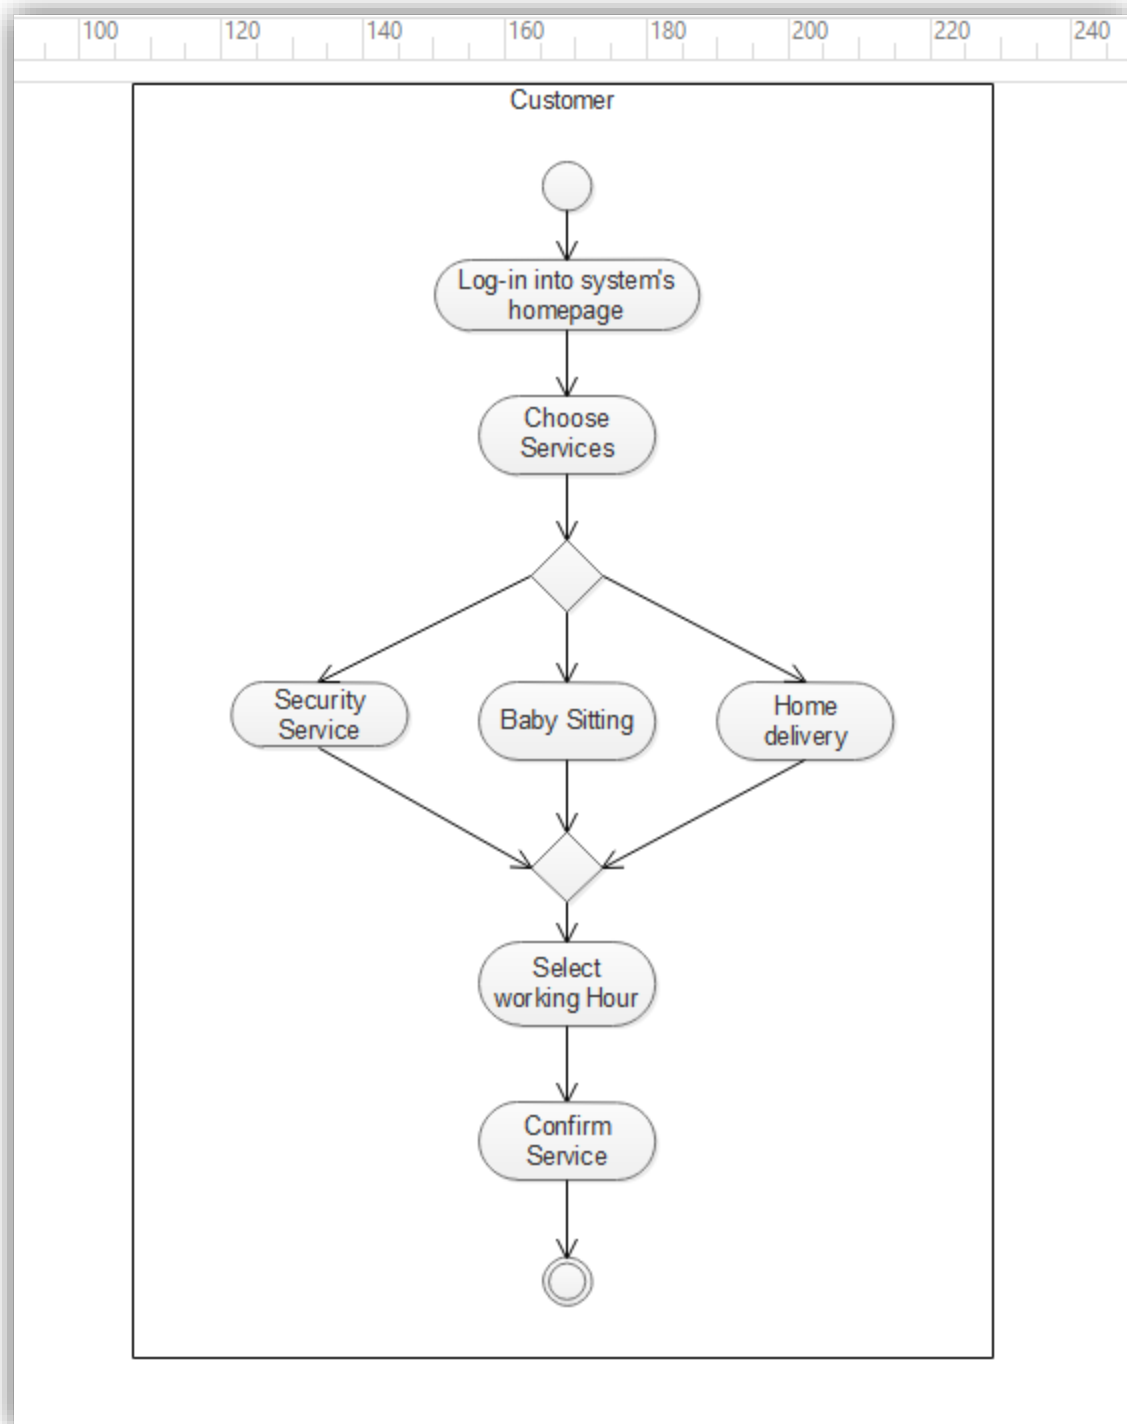 100 120 140 160 180 200 220 240
Customer
Log-in into system's
homepage
Choose
Services
Security
Service
Baby Sitting
Home
delivery
Select
working Hour
Confirm
Service